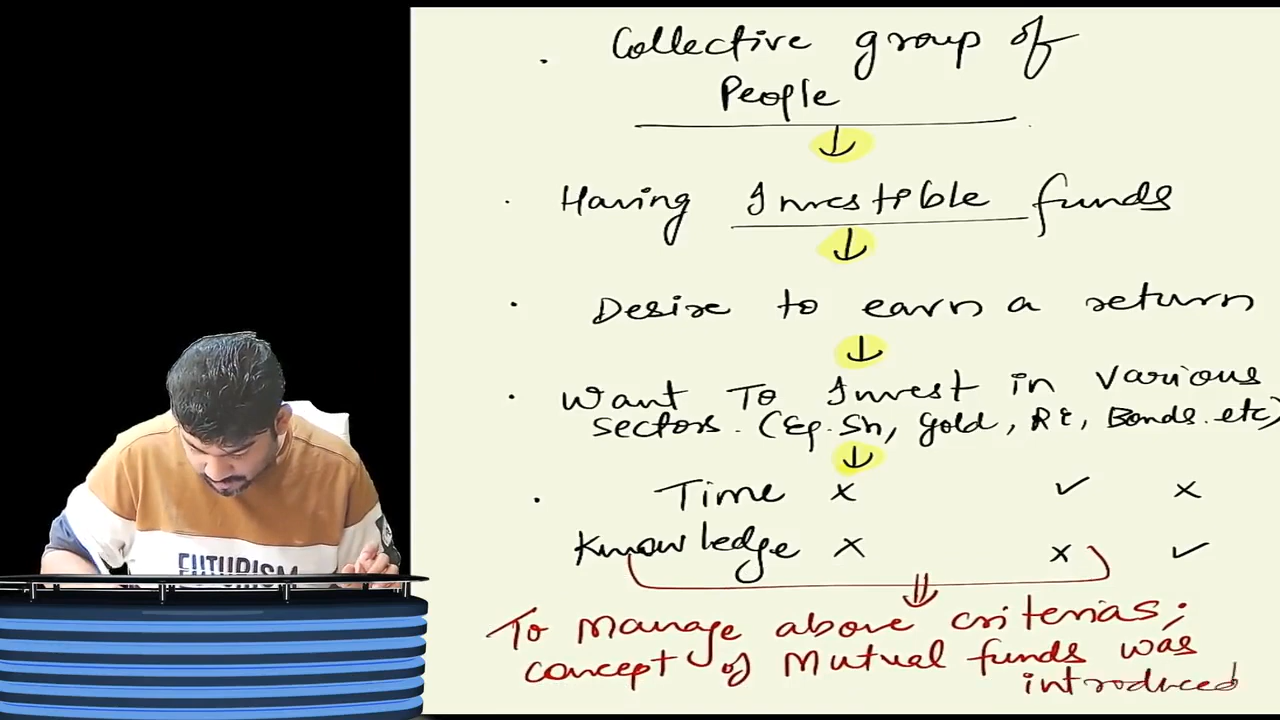 . Collective group of
People
↓
. Having Investible funds
↓
. Desire to earn a return
↓
. Want To Invest in various
sectors. (Eq. Sh, Gold, RE, Bonds. etc)
↓
. Time × ✓ ×
Knowledge × × ✓
⇓
To Manage above criterias;
concept of Mutual funds was
introduced
FUTURISM